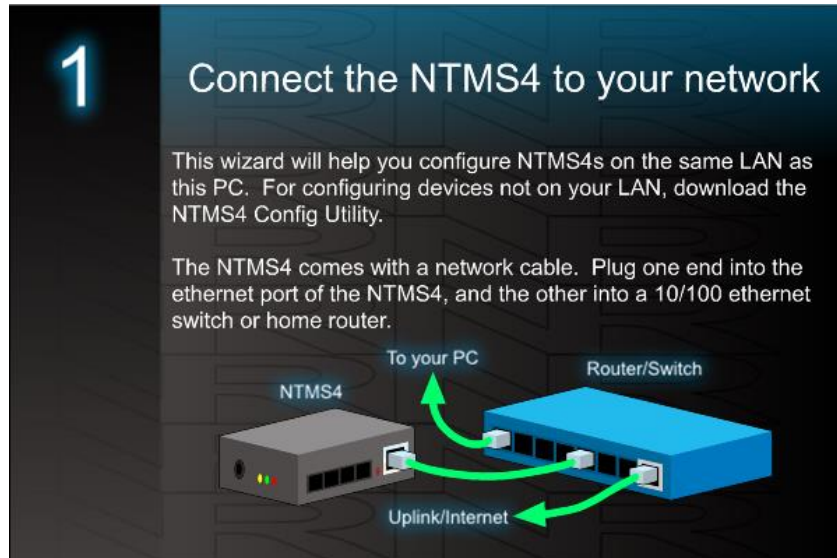 1
Connect the NTMS4 to your network
This wizard will help you configure NTMS4s on the same LAN as
this PC. For configuring devices not on your LAN, download the
NTMS4 Config Utility.
The NTMS4 comes with a network cable. Plug one end into the
ethernet port of the NTMS4, and the other into a 10/100 ethernet
switch or home router.
To your PC
Router/Switch
NTMS4
Uplink/Internet